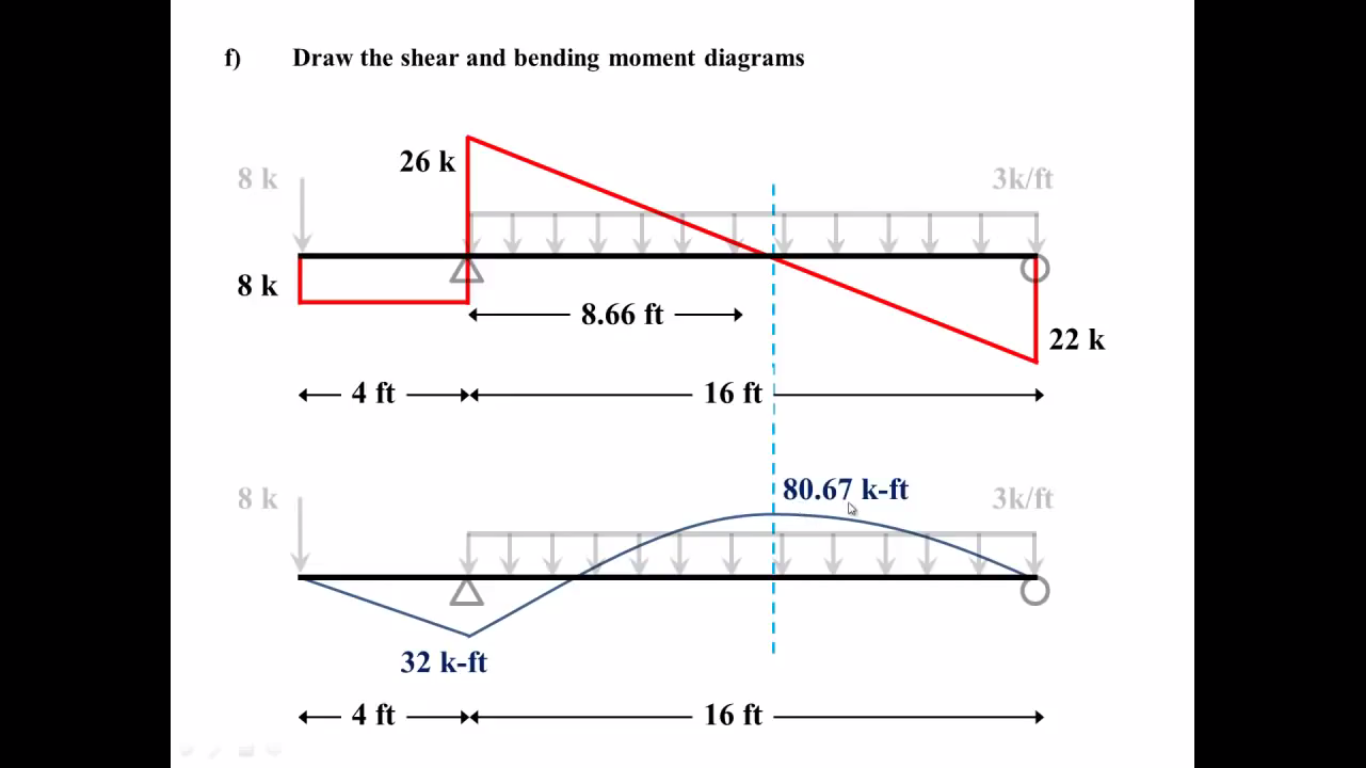 f) Draw the shear and bending moment diagrams
26 k
8 k
3k/ft
8 k
8.66 ft
22 k
4 ft
16 ft
80.67 k-ft
8 k
3k/ft
32 k-ft
4 ft
16 ft